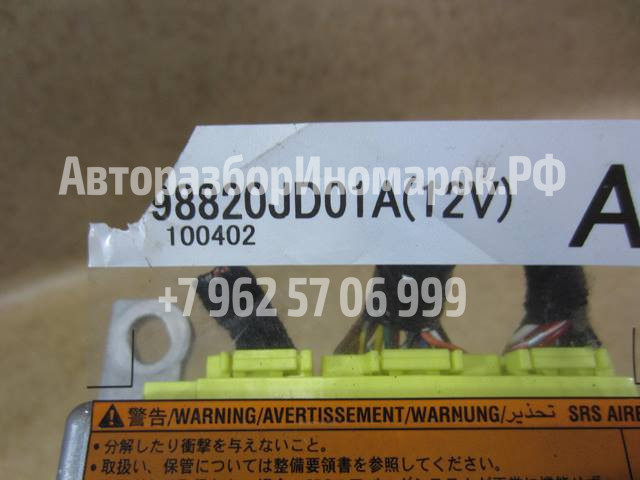 АвторазборИномарок.РФ
98820JD01A(12V)
A
100402
+7 962 57 06 999
警告/WARNING/AVERTISSEMENT/WARNUNG/تحذير SRS AIRB
・分解したり衝撃を与えないこと。
・取扱い、保管については整備要領書を参照してください。